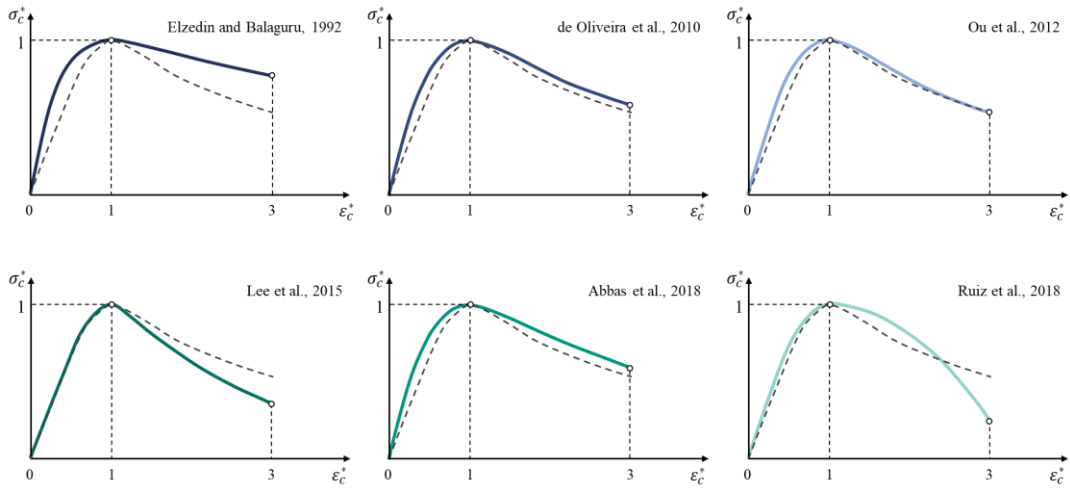 σ*c
Elzedin and Balaguru, 1992
1
0
1
3
ε*c
σ*c
de Oliveira et al., 2010
1
0
1
3
ε*c
σ*c
Ou et al., 2012
1
0
1
3
ε*c
σ*c
Lee et al., 2015
1
0
1
3
ε*c
σ*c
Abbas et al., 2018
1
0
1
3
ε*c
σ*c
Ruiz et al., 2018
1
0
1
3
ε*c